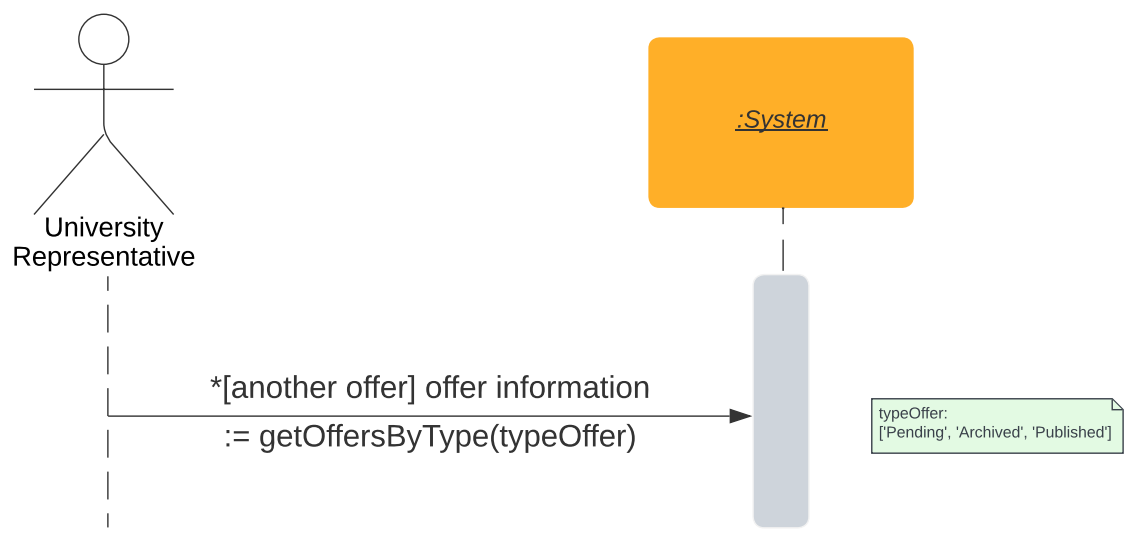 :System
University
Representative
*[another offer] offer information
:= getOffersByType(typeOffer)
typeOffer:
['Pending', 'Archived', 'Published']